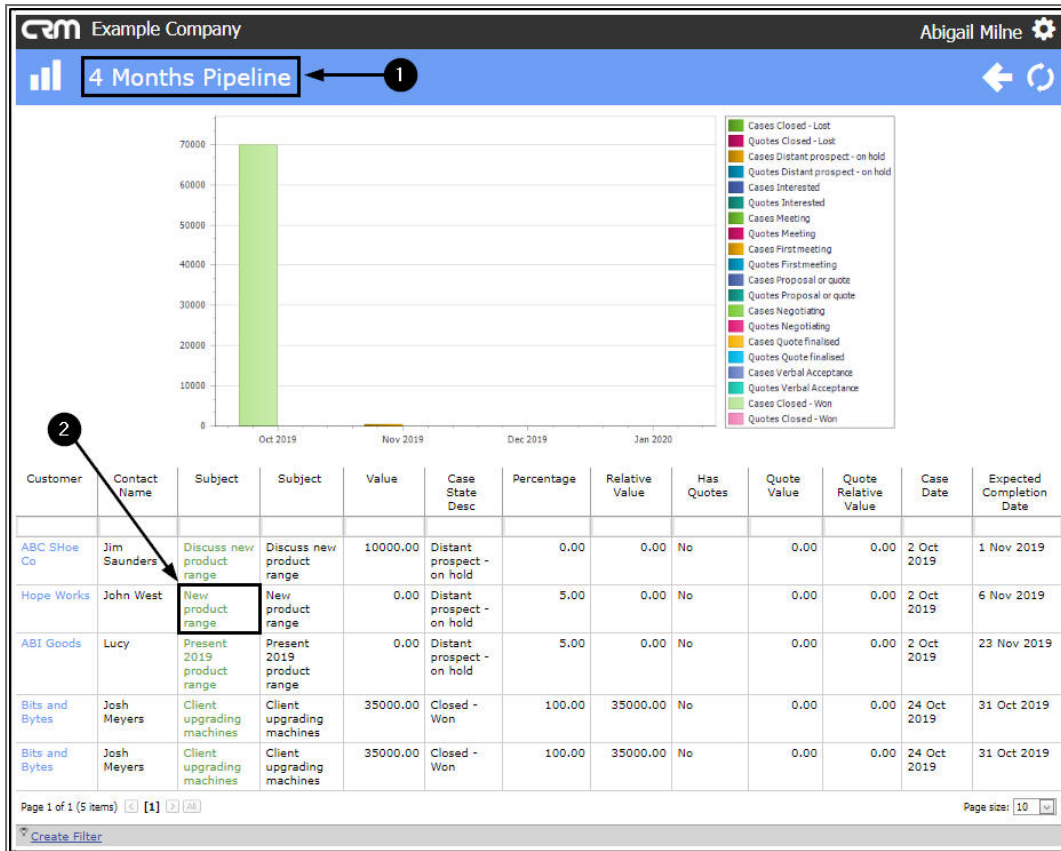 CRM Example Company Abigail Milne
4 Months Pipeline 1
70000
60000
50000
40000
30000
20000
10000
0
Oct 2019 Nov 2019 Dec 2019 Jan 2020
Cases Closed - Lost
Quotes Closed - Lost
Cases Distant prospect - on hold
Quotes Distant prospect - on hold
Cases Interested
Quotes Interested
Cases Meeting
Quotes Meeting
Cases Firstmeeting
Quotes Firstmeeting
Cases Proposal or quote
Quotes Proposal or quote
Cases Negotiating
Quotes Negotiating
Cases Quote finalised
Quotes Quote finalised
Cases Verbal Acceptance
Quotes Verbal Acceptance
Cases Closed - Won
Quotes Closed - Won
2
Customer Contact Subject Subject Value Case Percentage Relative Has Quote Quote Case Expected
Name State Value Quotes Value Relative Date Completion
Desc Value Date
ABC SHoe Jim Discuss new Discuss new 10000.00 Distant 0.00 0.00 No 0.00 0.00 2 Oct 1 Nov 2019
Co Saunders product product prospect - 2019
range range on hold
Hope Works John West New New 0.00 Distant 5.00 0.00 No 0.00 0.00 2 Oct 6 Nov 2019
product product prospect - 2019
range range on hold
ABI Goods Lucy Present Present 0.00 Distant 5.00 0.00 No 0.00 0.00 2 Oct 23 Nov 2019
2019 2019 prospect - 2019
product product on hold
range range
Bits and Josh Client Client 35000.00 Closed - 100.00 35000.00 No 0.00 0.00 24 Oct 31 Oct 2019
Bytes Meyers upgrading upgrading Won 2019
machines machines
Bits and Josh Client Client 35000.00 Closed - 100.00 35000.00 No 0.00 0.00 24 Oct 31 Oct 2019
Bytes Meyers upgrading upgrading Won 2019
machines machines
Page 1 of 1 (5 items) < [1] > All Page size: 10
Create Filter